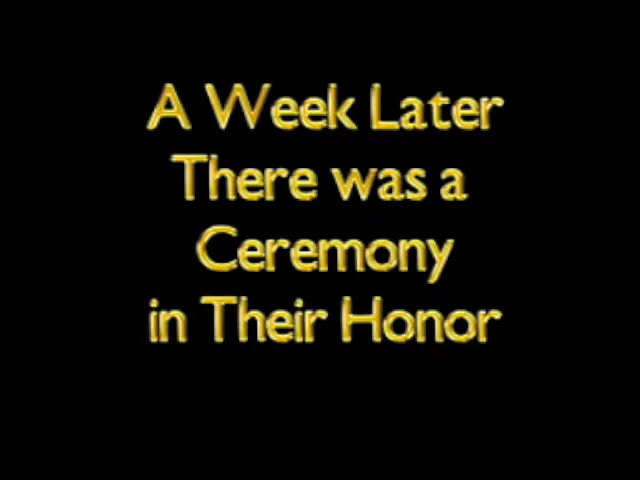 A Week Later
There was a
Ceremony
in Their Honor